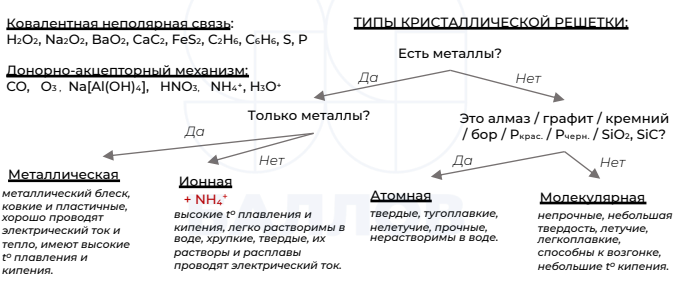 Ковалентная неполярная связь:
H₂O₂, Na₂O₂, BaO₂, CaC₂, FeS₂, C₂H₆, C₆H₆, S, P
Донорно-акцепторный механизм:
CO, O₃, Na[Al(OH)₄], HNO₃, NH₄⁺, H₃O⁺
ТИПЫ КРИСТАЛЛИЧЕСКОЙ РЕШЕТКИ:
Есть металлы?
Да
Нет
Только металлы?
Это алмаз / графит / кремний
/ бор / Pкрас. / Pчерн. / SiO₂, SiC?
Да
Нет
Да
Нет
Металлическая
металлический блеск,
ковкие и пластичные,
хорошо проводят
электрический ток и
тепло, имеют высокие
tº плавления и
кипения.
Ионная
+ NH₄⁺
высокие tº плавления и
кипения, легко растворимы в
воде, хрупкие, твердые, их
растворы и расплавы
проводят электрический ток.
Атомная
твердые, тугоплавкие,
нелетучие, прочные,
нерастворимы в воде.
Молекулярная
непрочные, небольшая
твердость, летучие,
легкоплавкие,
способны к возгонке,
небольшие tº кипения.